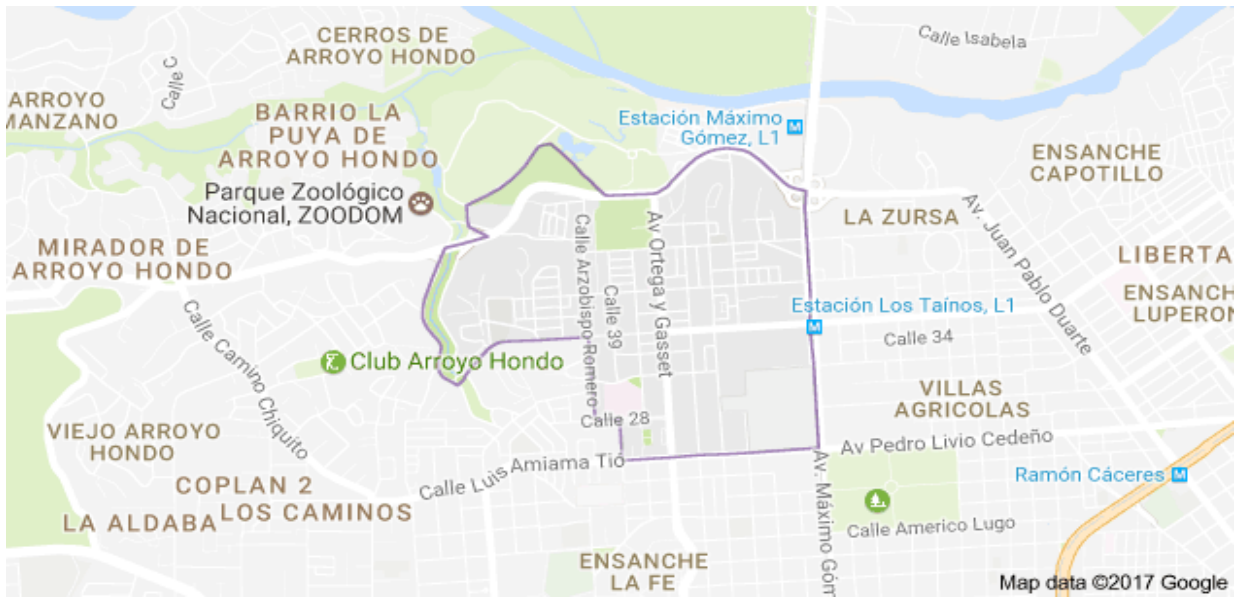 CERROS DE
ARROYO HONDO
Calle C
Calle Isabela
ARROYO
MANZANO
BARRIO LA
PUYA DE
ARROYO HONDO
Estación Máximo
Gómez, L1
ENSANCHE
CAPOTILLO
Parque Zoológico
Nacional, ZOODOM
LA ZURSA
Av. Juan Pablo Duarte
MIRADOR DE
ARROYO HONDO
Calle Arzobispo Romero
Calle 39
Av Ortega y Gasset
LIBERTA
ENSANCH
LUPERON
Estación Los Taínos, L1
Calle 34
Calle Camino Chiquito
Club Arroyo Hondo
VILLAS
AGRICOLAS
Calle 28
VIEJO ARROYO
HONDO
Av Pedro Livio Cedeño
Calle Luis Amiama Tió
COPLAN 2
LOS CAMINOS
LA ALDABA
Av. Máximo Góm
Ramón Cáceres
Calle Americo Lugo
ENSANCHE
LA FE
Map data ©2017 Google